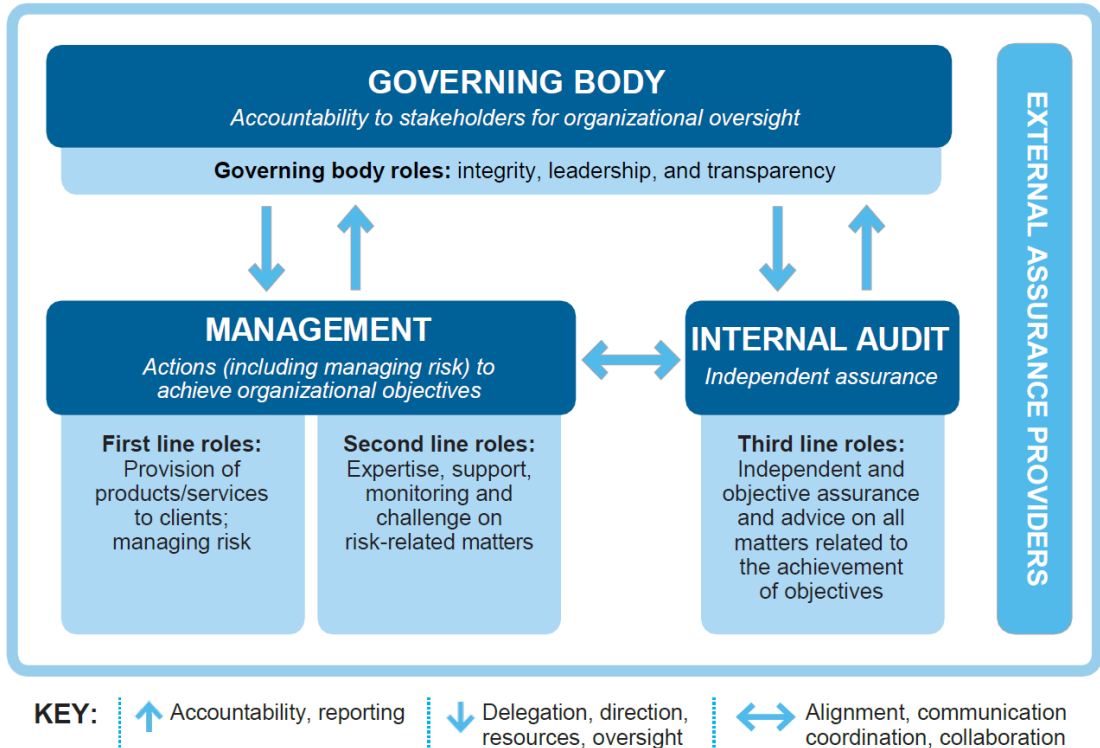 GOVERNING BODY
Accountability to stakeholders for organizational oversight
Governing body roles: integrity, leadership, and transparency
MANAGEMENT
Actions (including managing risk) to
achieve organizational objectives
First line roles:
Provision of
products/services
to clients;
managing risk
Second line roles:
Expertise, support,
monitoring and
challenge on
risk-related matters
INTERNAL AUDIT
Independent assurance
Third line roles:
Independent and
objective assurance
and advice on all
matters related to
the achievement
of objectives
EXTERNAL ASSURANCE PROVIDERS
KEY:
Accountability, reporting
Delegation, direction,
resources, oversight
Alignment, communication
coordination, collaboration